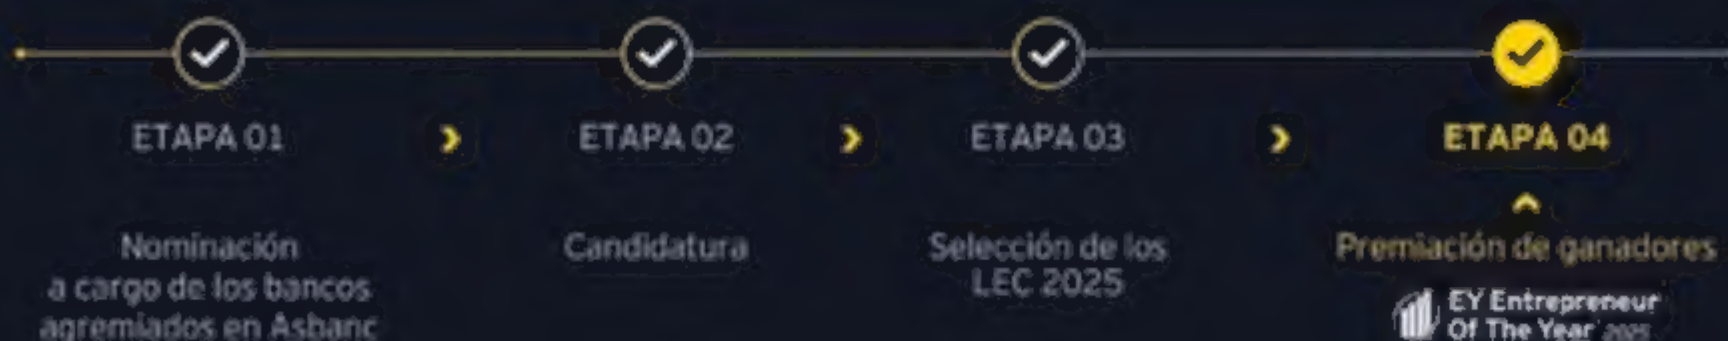 ETAPA 01
ETAPA 02
ETAPA 03
ETAPA 04
Nominación
a cargo de los bancos
agremiados en Asbanc
Candidatura
Selección de los
LEC 2025
Premiación de ganadores
EY Entrepreneur
Of The Year 2025